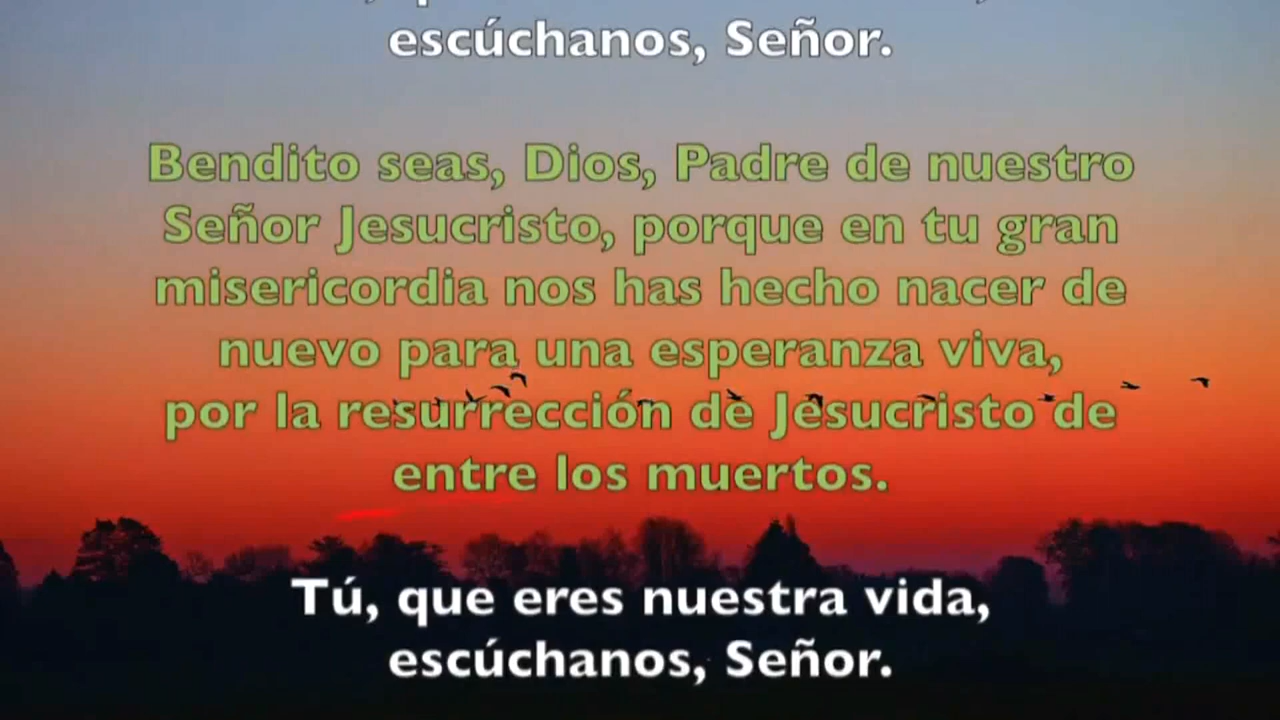 escúchanos, Señor.
Bendito seas, Dios, Padre de nuestro
Señor Jesucristo, porque en tu gran
misericordia nos has hecho nacer de
nuevo para una esperanza viva,
por la resurrección de Jesucristo de
entre los muertos.
Tú, que eres nuestra vida,
escúchanos, Señor.